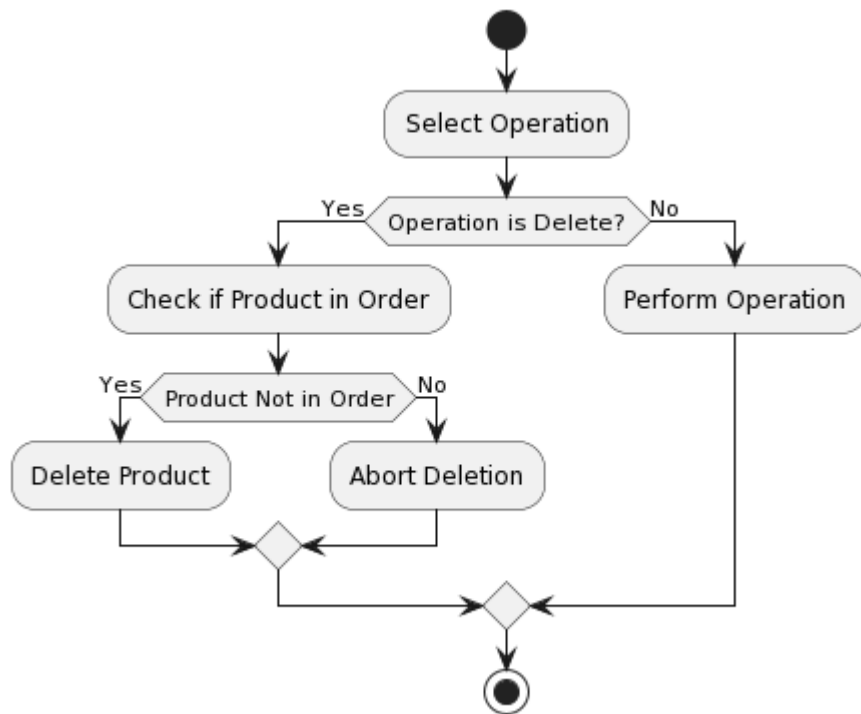 Select Operation
Yes
Operation is Delete?
No
Check if Product in Order
Perform Operation
Yes
Product Not in Order
No
Delete Product
Abort Deletion